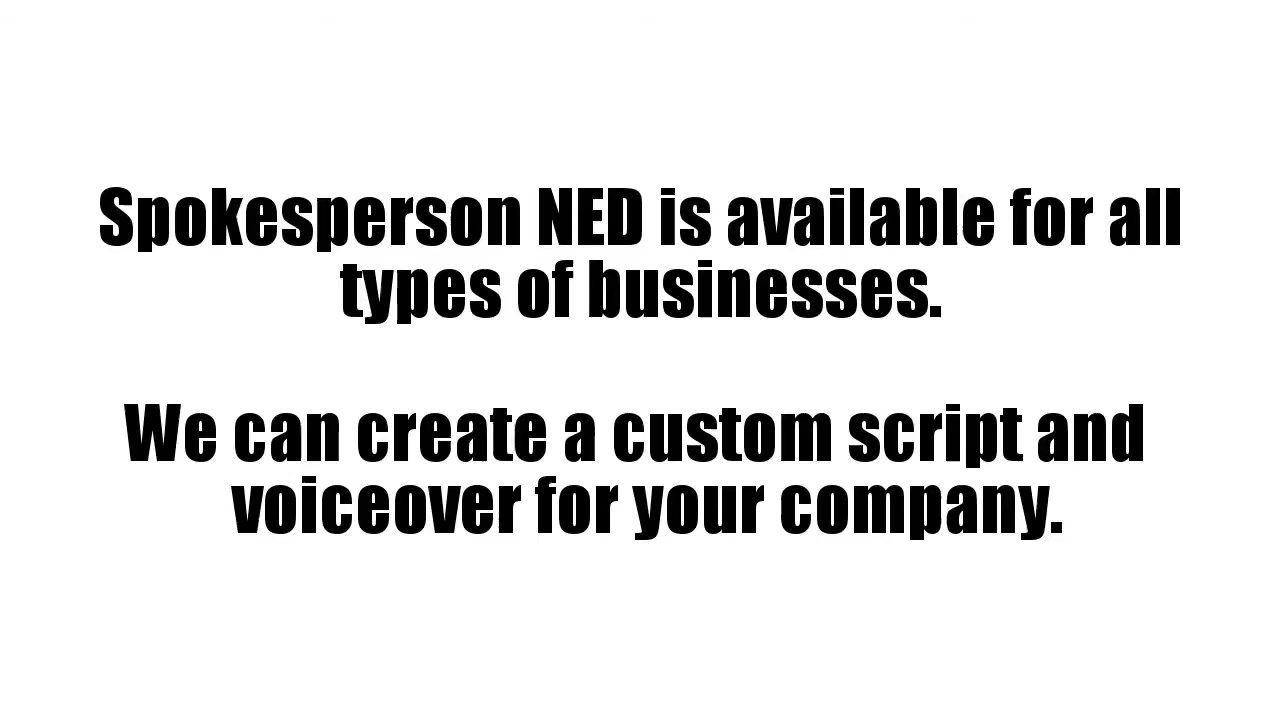 Spokesperson NED is available for all
types of businesses.
We can create a custom script and
voiceover for your company.